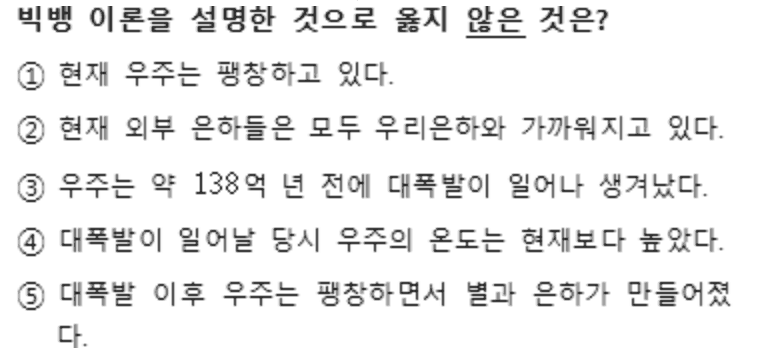 빅뱅 이론을 설명한 것으로 옳지 않은 것은?
① 현재 우주는 팽창하고 있다.
② 현재 외부 은하들은 모두 우리은하와 가까워지고 있다.
③ 우주는 약 138억 년 전에 대폭발이 일어나 생겨났다.
④ 대폭발이 일어날 당시 우주의 온도는 현재보다 높았다.
⑤ 대폭발 이후 우주는 팽창하면서 별과 은하가 만들어졌
다.